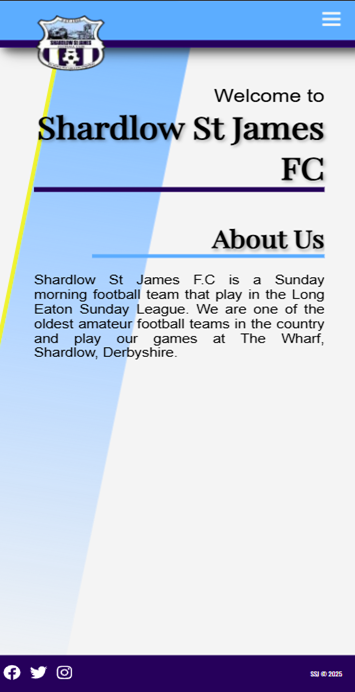 SHARDLOW ST JAMES
Welcome to
Shardlow St James
FC
About Us
Shardlow St James F.C is a Sunday
morning football team that play in the Long
Eaton Sunday League. We are one of the
oldest amateur football teams in the country
and play our games at The Wharf,
Shardlow, Derbyshire.
SSJ © 2025